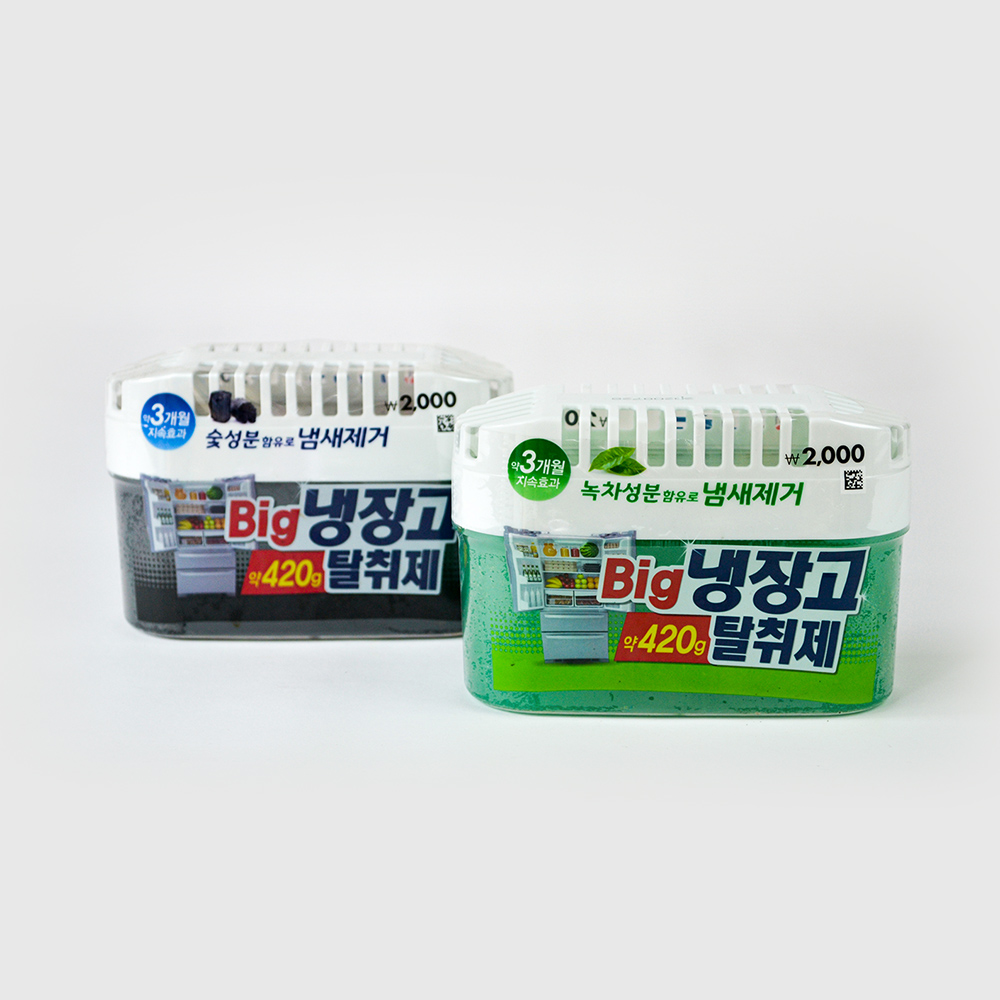 약 3개월
지속효과
숯성분 함유로 냄새제거
₩2,000
Big 냉장고
약420g 탈취제
약 3개월
지속효과
녹차성분 함유로 냄새제거
₩2,000
Big 냉장고
약420g 탈취제